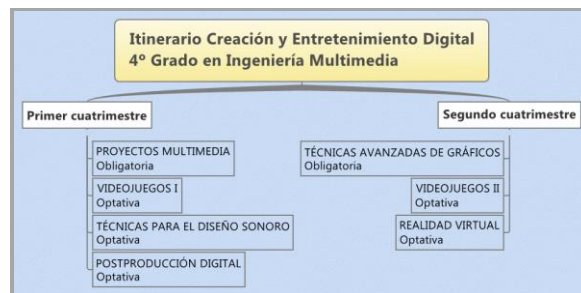 Itinerario Creación y Entretenimiento Digital
4º Grado en Ingeniería Multimedia
Primer cuatrimestre
PROYECTOS MULTIMEDIA
Obligatoria
VIDEOJUEGOS I
Optativa
TÉCNICAS PARA EL DISEÑO SONORO
Optativa
POSTPRODUCCIÓN DIGITAL
Optativa
Segundo cuatrimestre
TÉCNICAS AVANZADAS DE GRÁFICOS
Obligatoria
VIDEOJUEGOS II
Optativa
REALIDAD VIRTUAL
Optativa